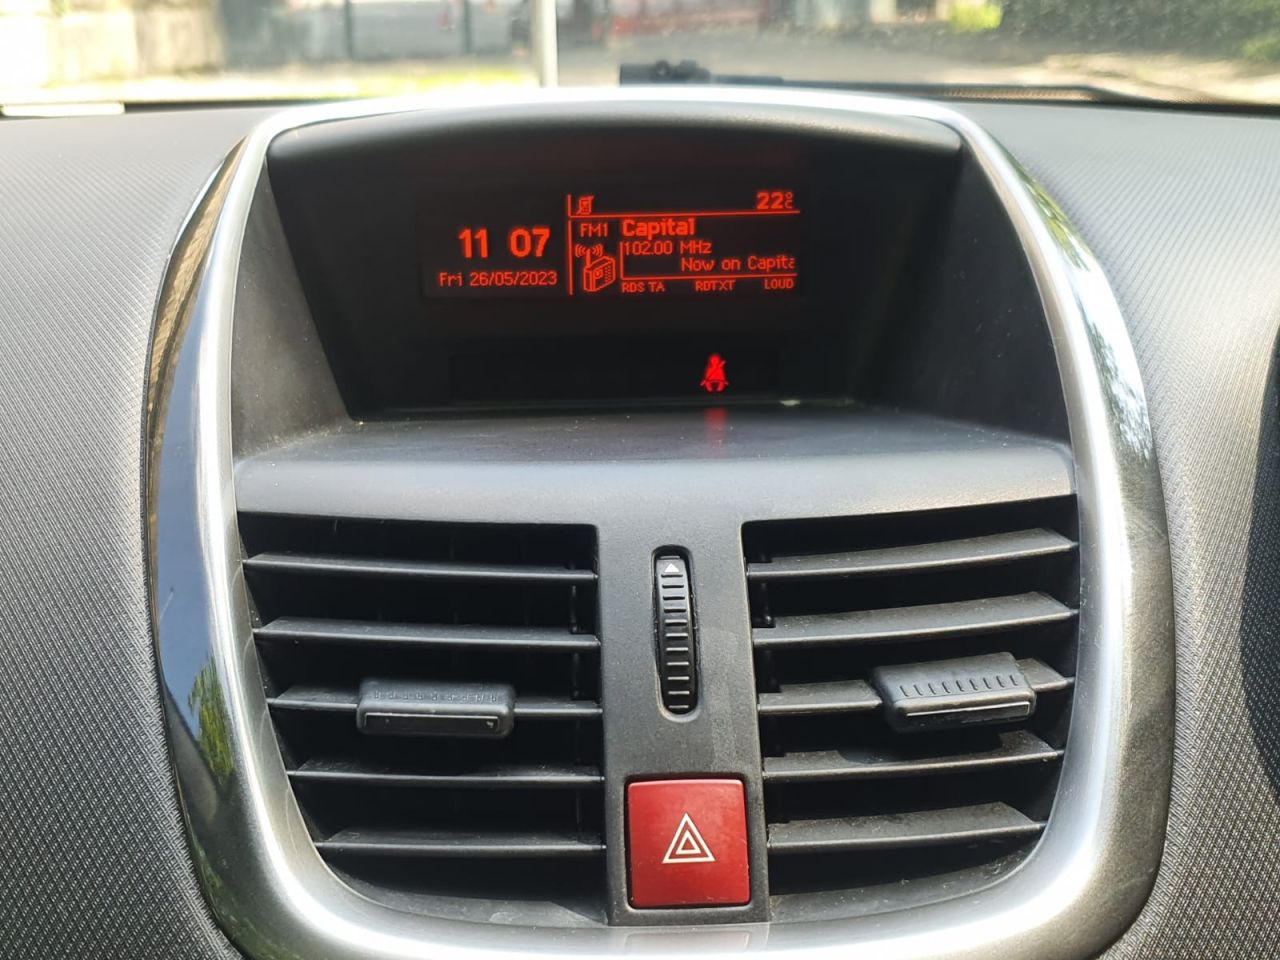 11 07
Fri 26/05/2023
22°C
FM1 Capital
102.00 MHz
Now on Capita
RDS TA RDTXT LOUD